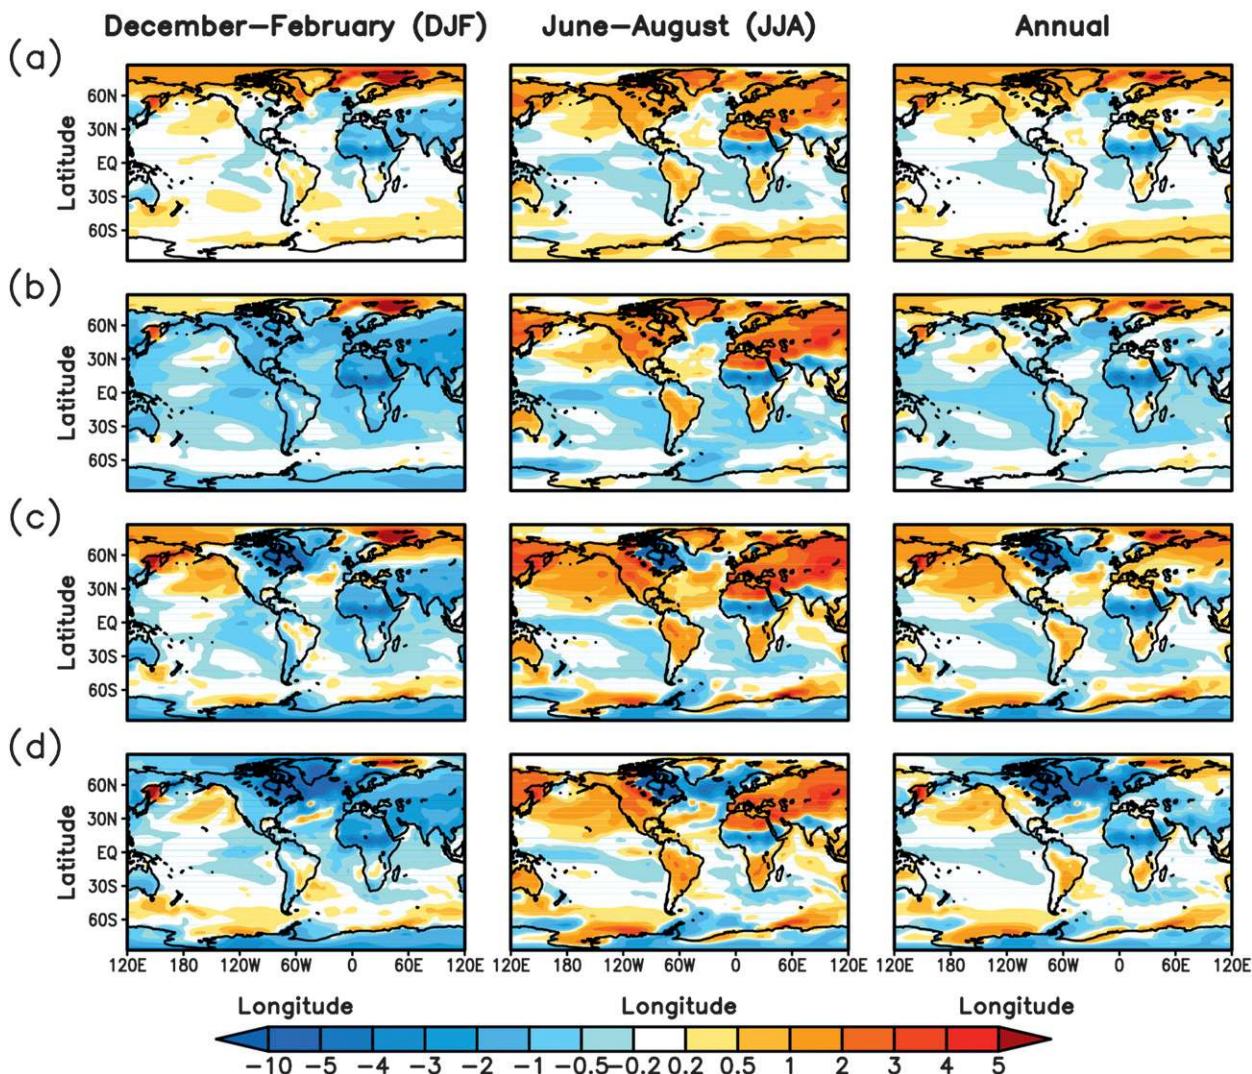 December–February (DJF) June–August (JJA) Annual
(a)
60N
30N
EQ
30S
60S
Latitude
(b)
60N
30N
EQ
30S
60S
Latitude
(c)
60N
30N
EQ
30S
60S
Latitude
(d)
60N
30N
EQ
30S
60S
Latitude
120E 180 120W 60W 0 60E 120E 180 120W 60W 0 60E 120E 180 120W 60W 0 60E 120E
Longitude Longitude Longitude
−10 −5 −4 −3 −2 −1 −0.5 −0.2 0.2 0.5 1 2 3 4 5